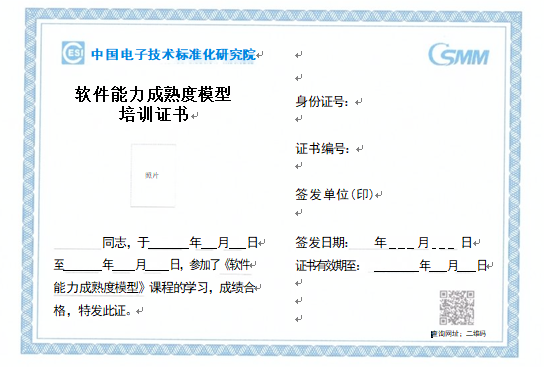 CESI 中国电子技术标准化研究院
CSMM
软件能力成熟度模型
培训证书
照片
同志，于______年___月___日
至______年____月____日，参加了《软件
能力成熟度模型》课程的学习，成绩合
格，特发此证。
身份证号：
证书编号：
签发单位(印)
签发日期： 年___月___日
证书有效期至： _______年___月___日
查询网址：二维码